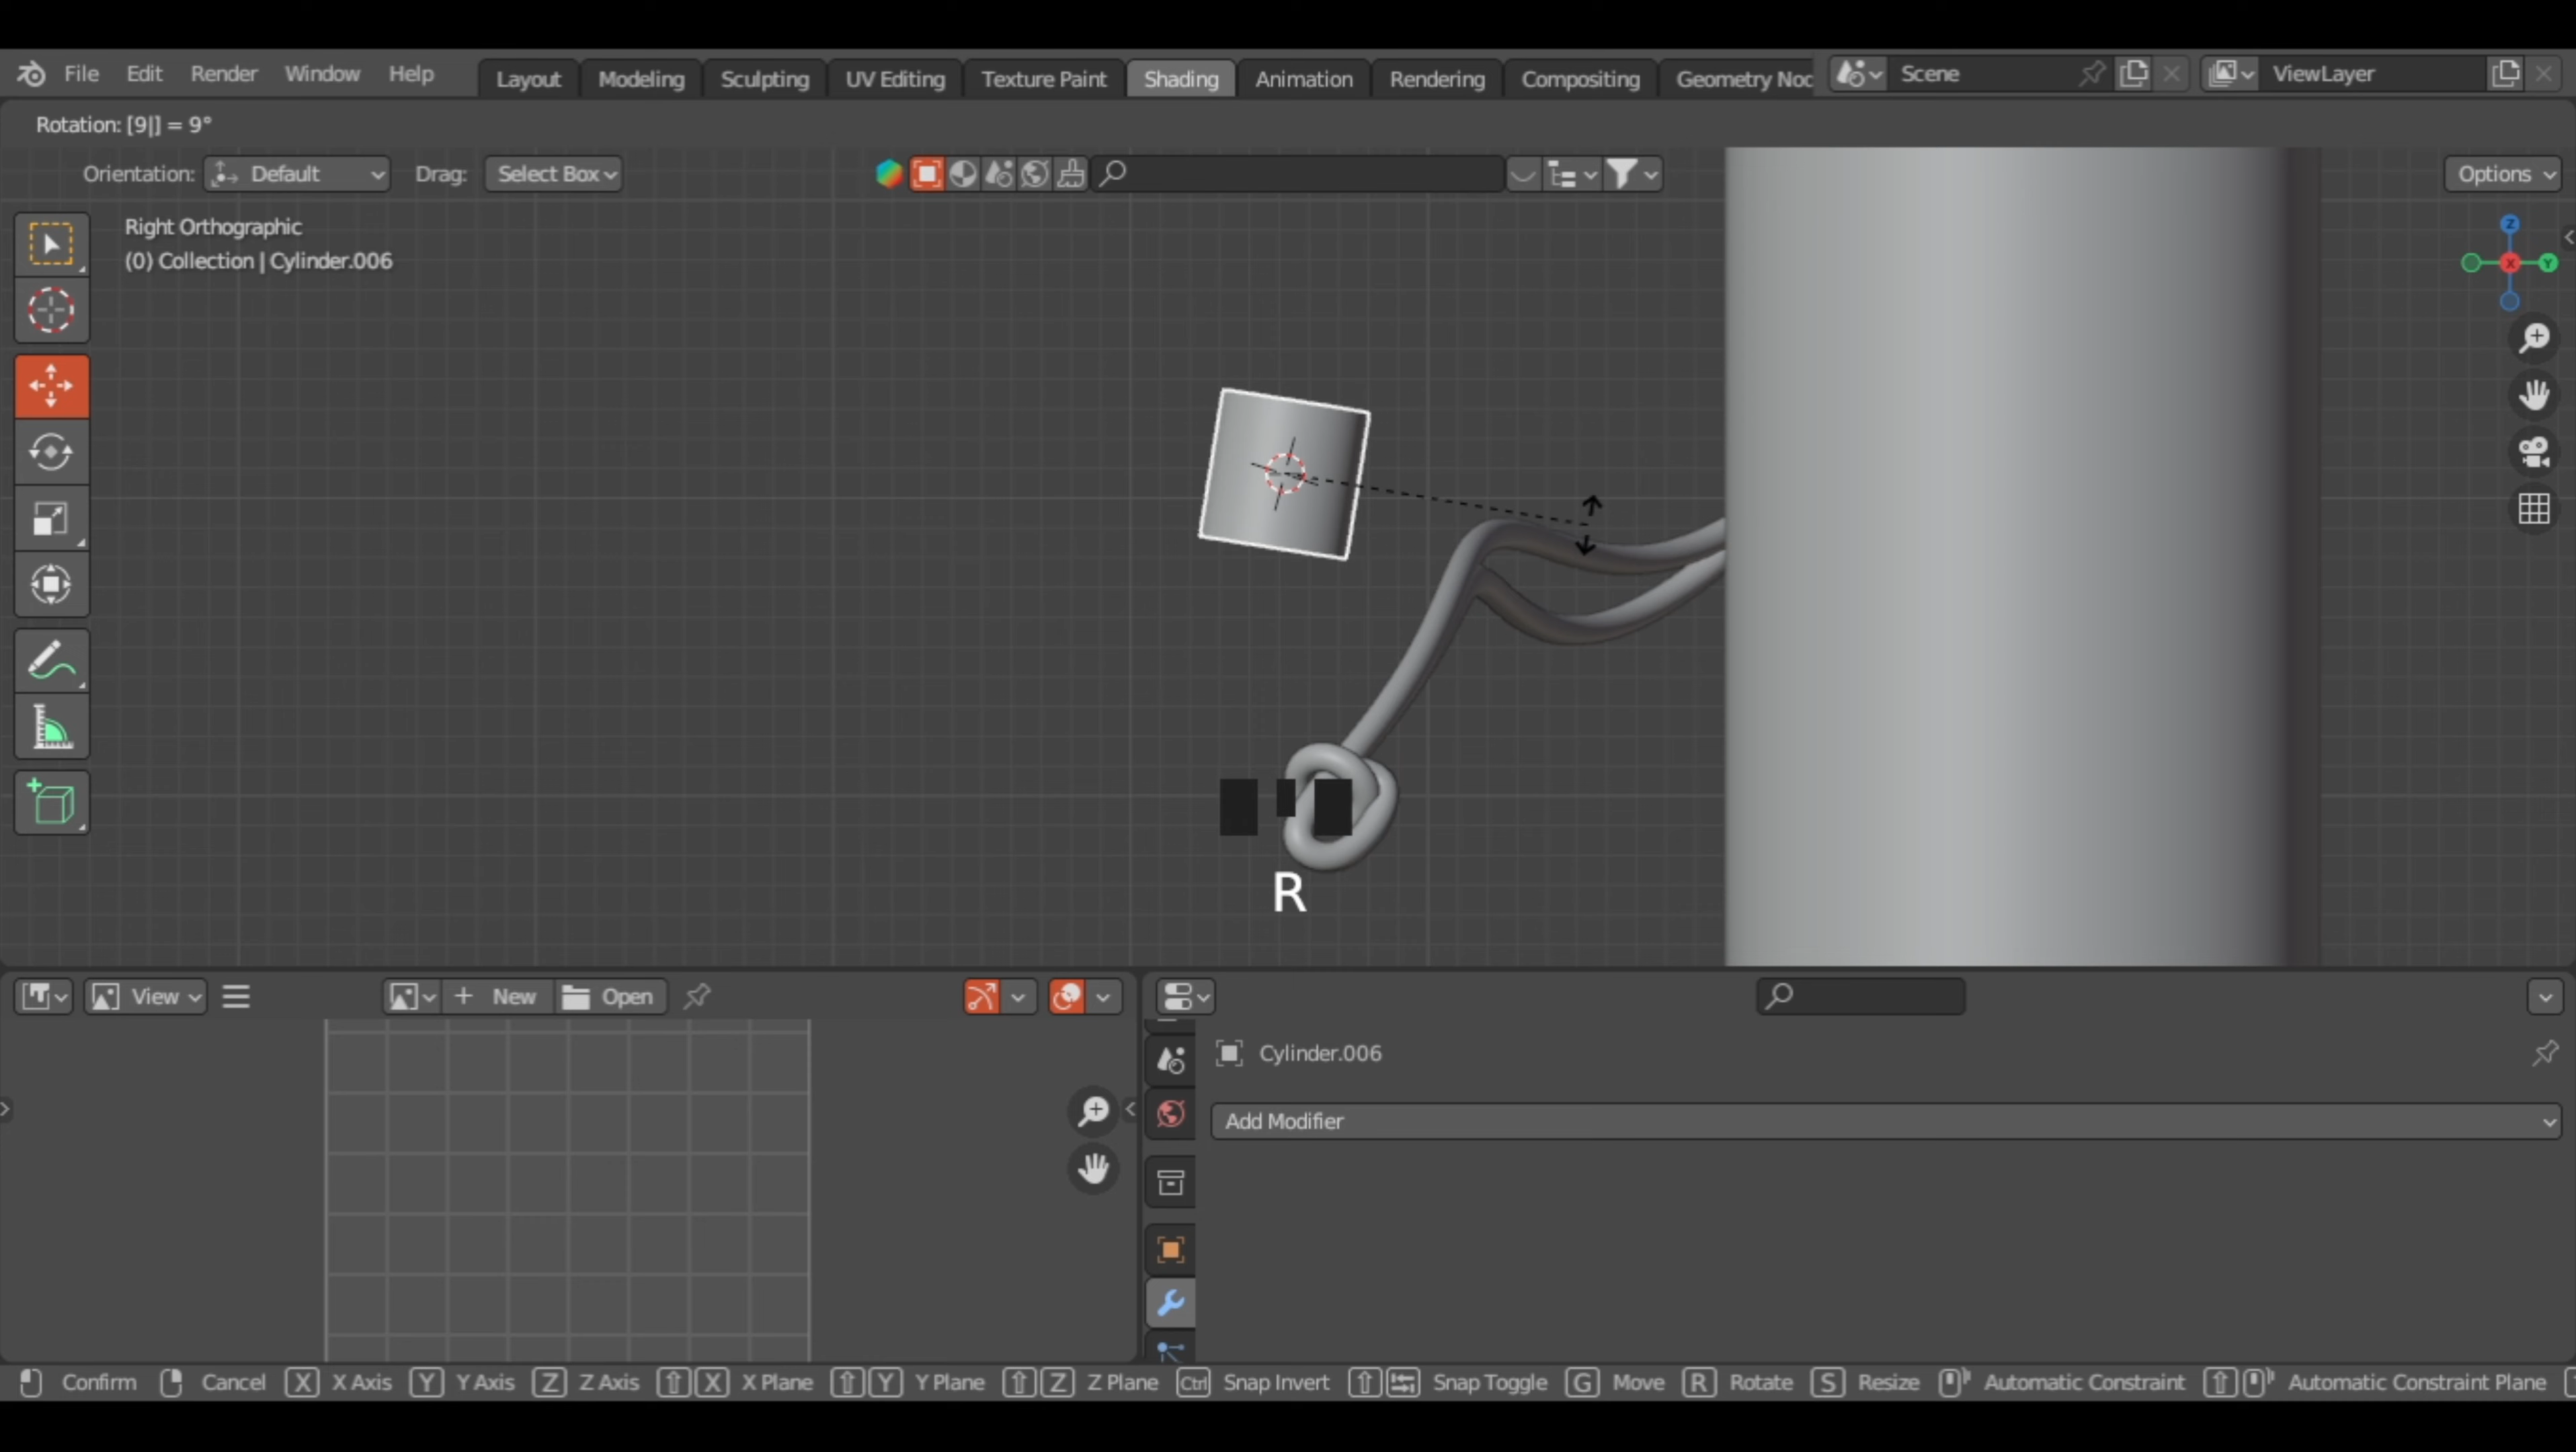 File Edit Render Window Help Layout Modeling Sculpting UV Editing Texture Paint Shading Animation Rendering Compositing Geometry Noc Scene ViewLayer
Rotation: [9|] = 9°
Orientation: Default Drag: Select Box Options
Right Orthographic
(0) Collection | Cylinder.006
Z
X
Y
R
View New Open
Cylinder.006
Add Modifier
Confirm Cancel X X Axis Y Y Axis Z Z Axis X X Plane Y Y Plane Z Z Plane Ctrl Snap Invert Snap Toggle G Move R Rotate S Resize Automatic Constraint Automatic Constraint Plane